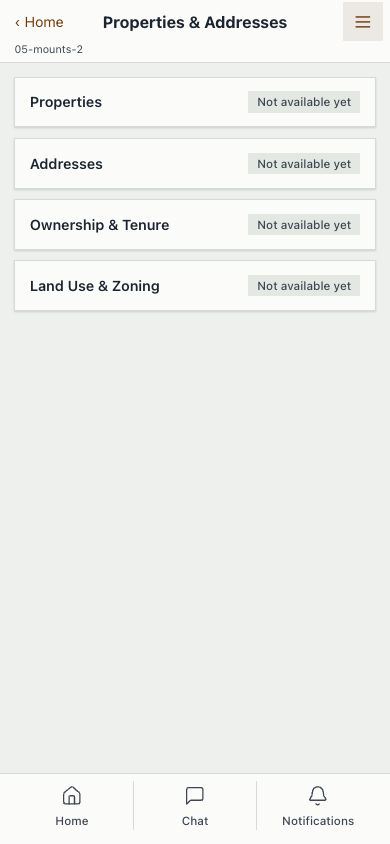 ‹ Home
Properties & Addresses
05-mounts-2
Properties
Not available yet
Addresses
Not available yet
Ownership & Tenure
Not available yet
Land Use & Zoning
Not available yet
Home
Chat
Notifications